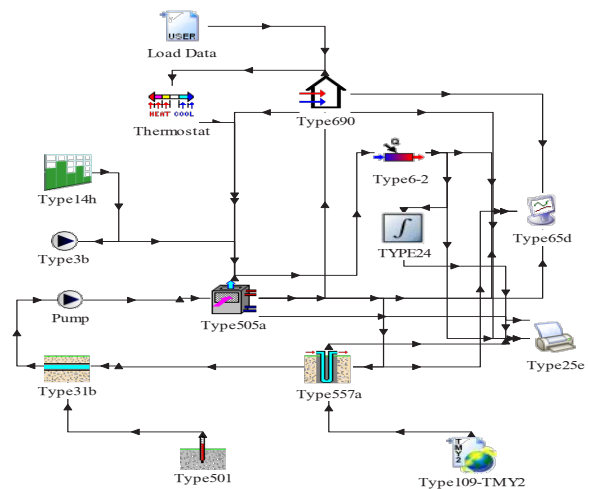 USER
Load Data
HEAT COOL
Thermostat
Type690
Q
Type6-2
Type14h
∫
TYPE24
Type65d
Type3b
Pump
Type505a
Type25e
Type31b
Type557a
TMY2
Type501
Type109-TMY2